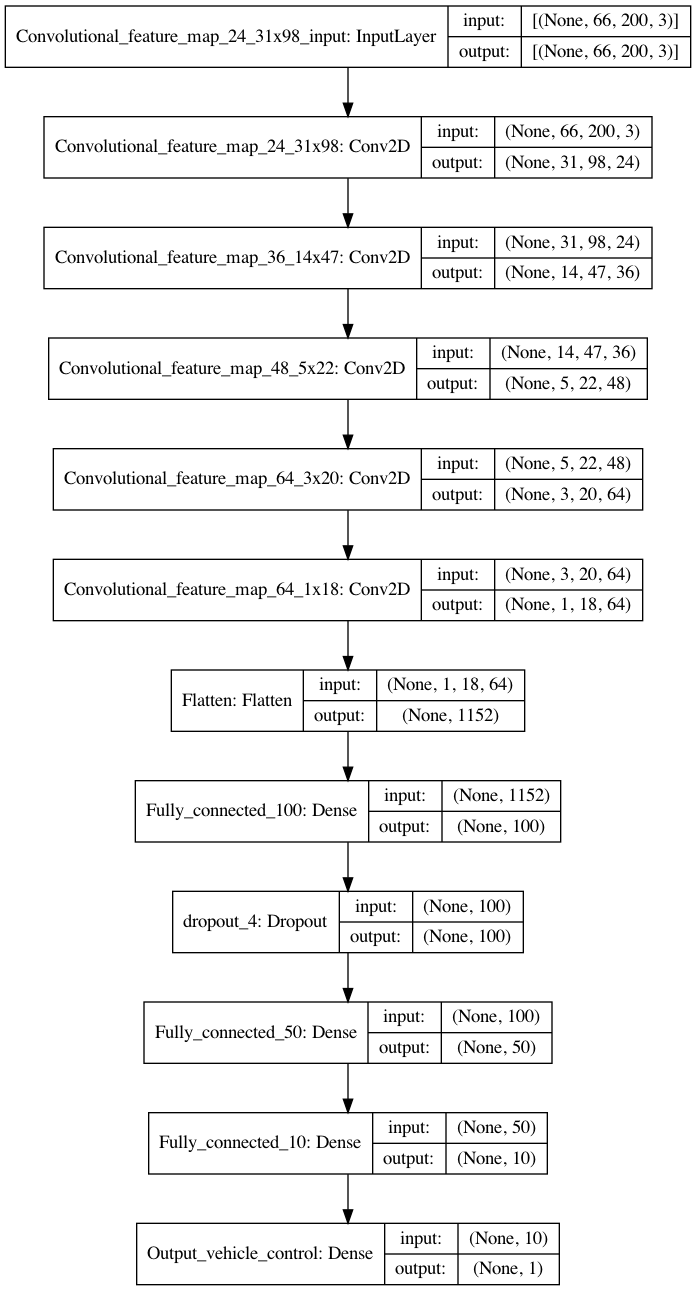 Convolutional_feature_map_24_31x98_input: InputLayer
input: [(None, 66, 200, 3)]
output: [(None, 66, 200, 3)]
Convolutional_feature_map_24_31x98: Conv2D
input: (None, 66, 200, 3)
output: (None, 31, 98, 24)
Convolutional_feature_map_36_14x47: Conv2D
input: (None, 31, 98, 24)
output: (None, 14, 47, 36)
Convolutional_feature_map_48_5x22: Conv2D
input: (None, 14, 47, 36)
output: (None, 5, 22, 48)
Convolutional_feature_map_64_3x20: Conv2D
input: (None, 5, 22, 48)
output: (None, 3, 20, 64)
Convolutional_feature_map_64_1x18: Conv2D
input: (None, 3, 20, 64)
output: (None, 1, 18, 64)
Flatten: Flatten
input: (None, 1, 18, 64)
output: (None, 1152)
Fully_connected_100: Dense
input: (None, 1152)
output: (None, 100)
dropout_4: Dropout
input: (None, 100)
output: (None, 100)
Fully_connected_50: Dense
input: (None, 100)
output: (None, 50)
Fully_connected_10: Dense
input: (None, 50)
output: (None, 10)
Output_vehicle_control: Dense
input: (None, 10)
output: (None, 1)